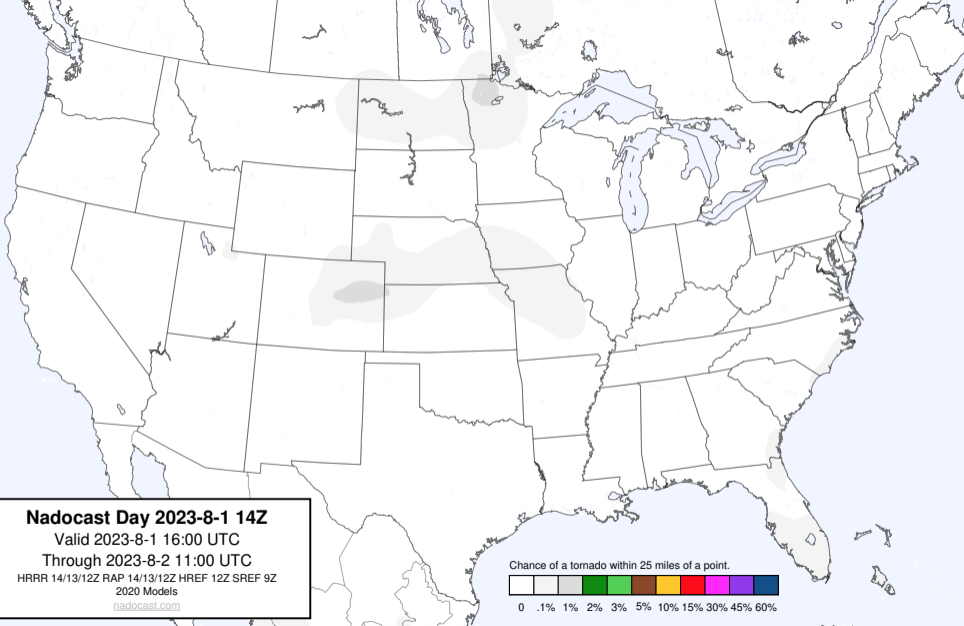 Nadocast Day 2023-8-1 14Z
Valid 2023-8-1 16:00 UTC
Through 2023-8-2 11:00 UTC
HRRR 14/13/12Z RAP 14/13/12Z HREF 12Z SREF 9Z
2020 Models
nadocast.com
Chance of a tornado within 25 miles of a point.
0 .1% 1% 2% 3% 5% 10% 15% 30% 45% 60%